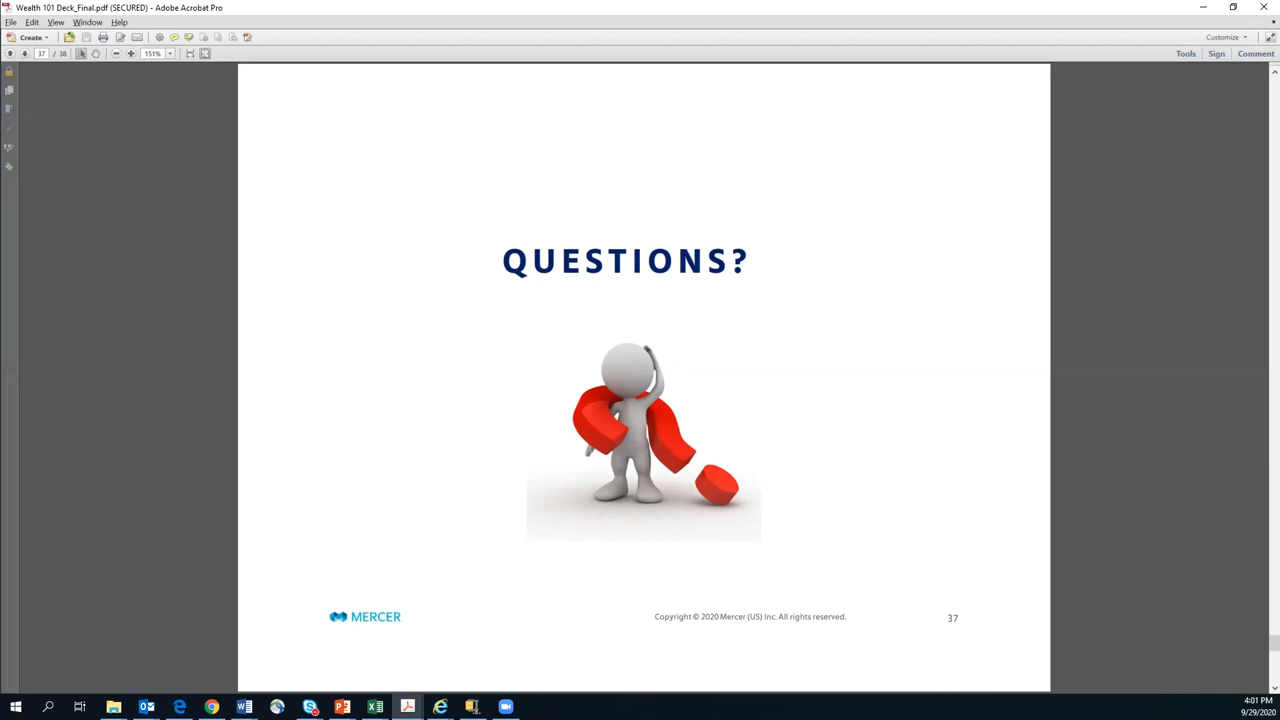 Wealth 101 Deck_Final.pdf (SECURED) - Adobe Acrobat Pro
File Edit View Window Help
Create Customize
37 / 38 151% Tools Sign Comment
QUESTIONS?
MERCER Copyright © 2020 Mercer (US) Inc. All rights reserved. 37
4:01 PM
9/29/2020